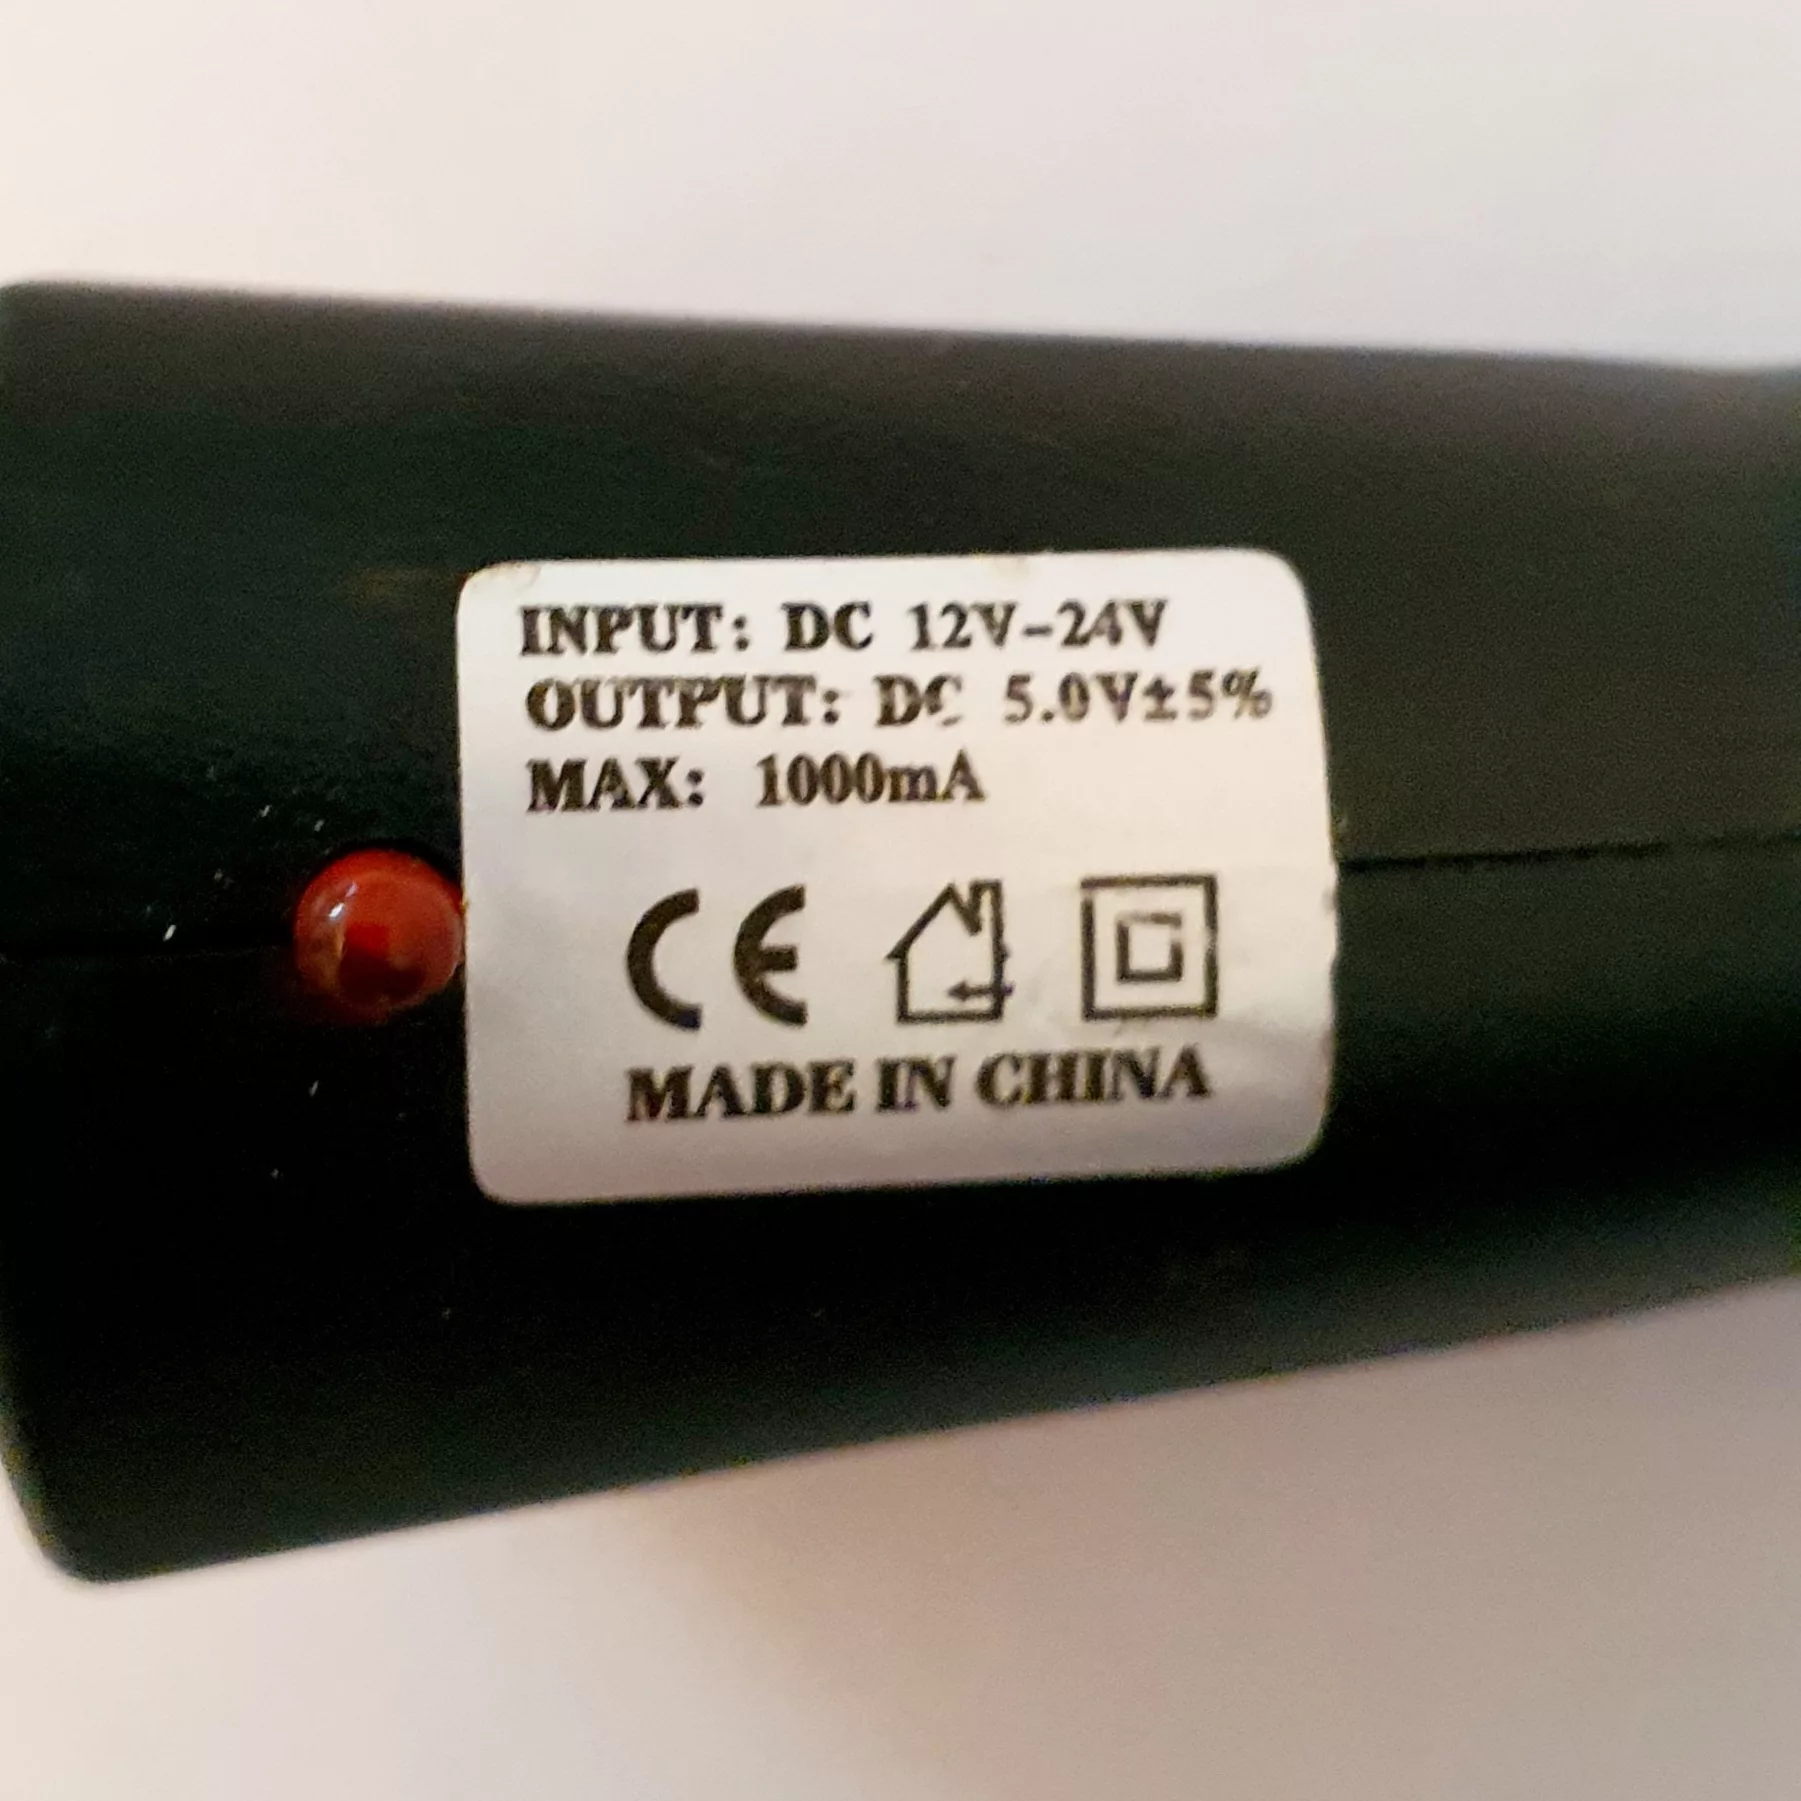 INPUT: DC 12V-24V
OUTPUT: DC 5.0V±5%
MAX: 1000mA
CE
MADE IN CHINA